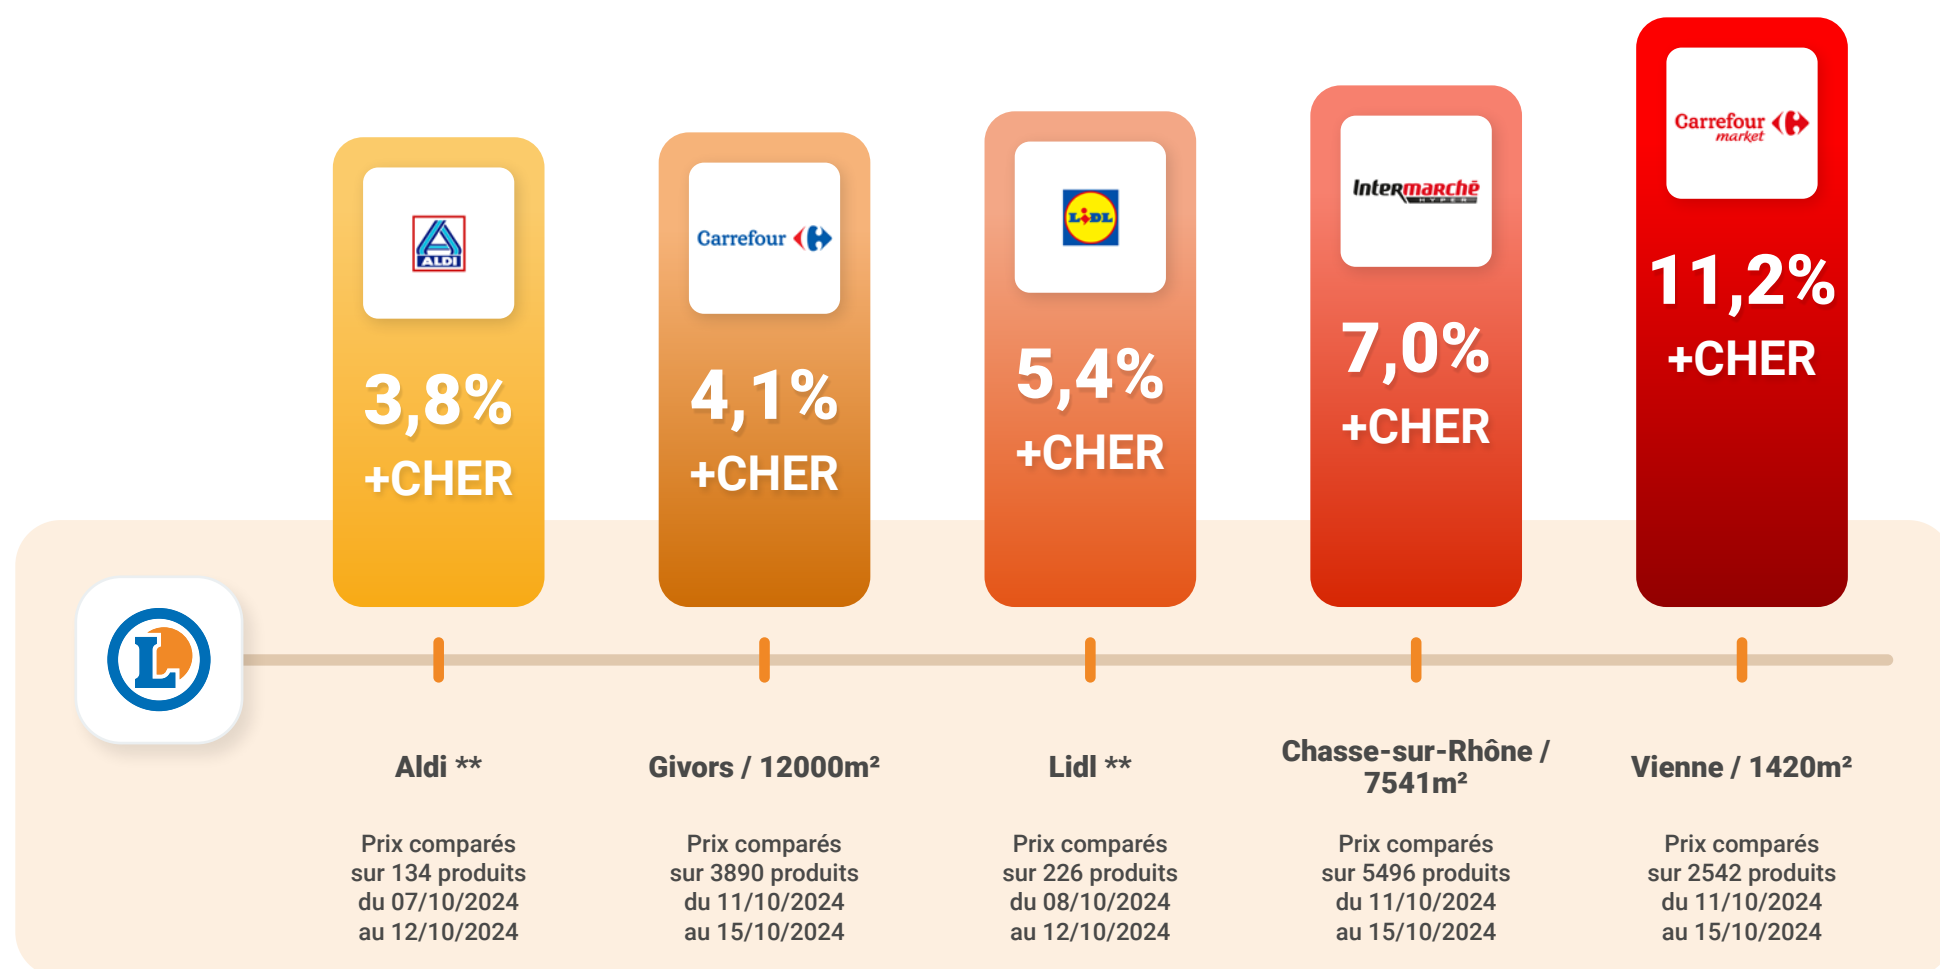 ALDI
3,8%
+CHER
Carrefour
4,1%
+CHER
LIDL
5,4%
+CHER
Intermarchē
HYPER
7,0%
+CHER
Carrefour
market
11,2%
+CHER
L
Aldi **
Prix comparés
sur 134 produits
du 07/10/2024
au 12/10/2024
Givors / 12000m²
Prix comparés
sur 3890 produits
du 11/10/2024
au 15/10/2024
Lidl **
Prix comparés
sur 226 produits
du 08/10/2024
au 12/10/2024
Chasse-sur-Rhône /
7541m²
Prix comparés
sur 5496 produits
du 11/10/2024
au 15/10/2024
Vienne / 1420m²
Prix comparés
sur 2542 produits
du 11/10/2024
au 15/10/2024